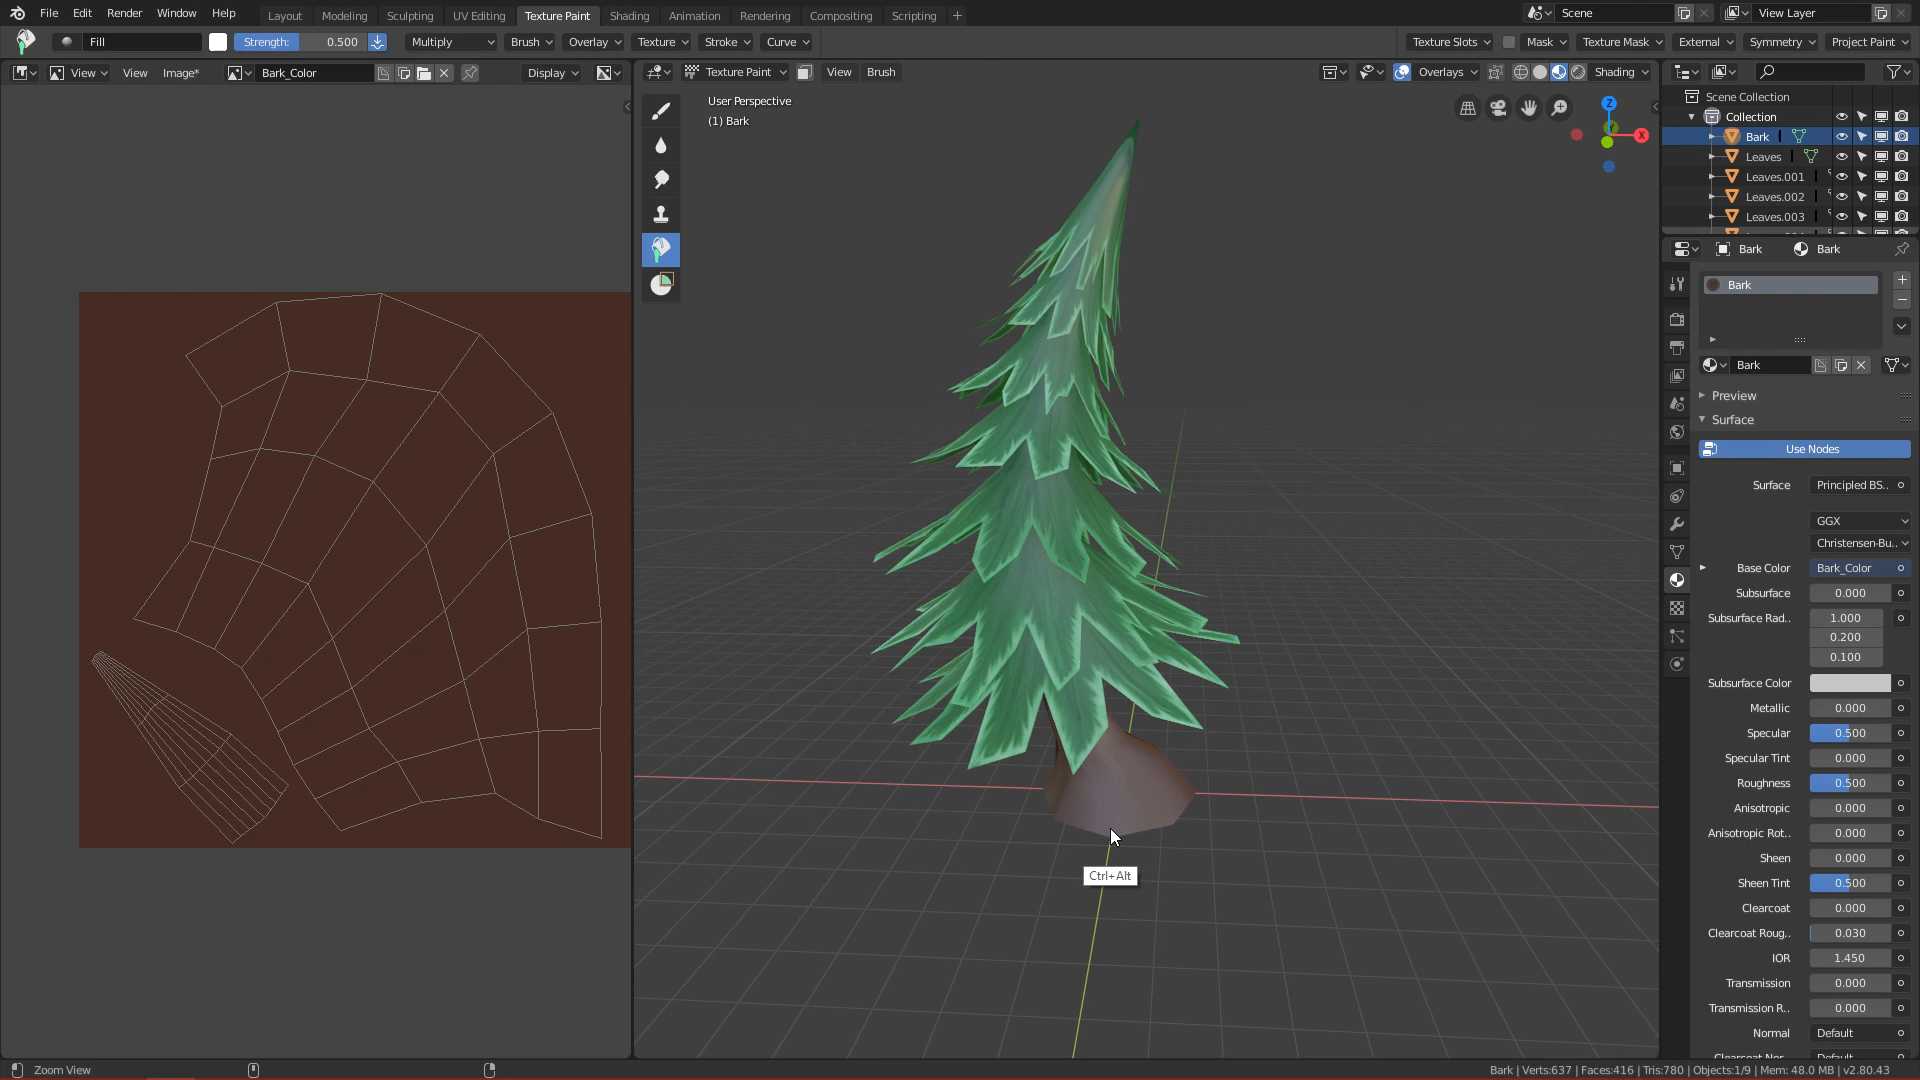 File Edit Render Window Help Layout Modeling Sculpting UV Editing Texture Paint Shading Animation Rendering Compositing Scripting + Scene View Layer
Fill Strength: 0.500 Multiply Brush Overlay Texture Stroke Curve Texture Slots Mask Texture Mask External Symmetry Project Paint
View View Image* Bark_Color Display Texture Paint View Brush Overlays Shading
User Perspective
(1) Bark
Z
X
Scene Collection
Collection
Bark
Leaves
Leaves.001
Leaves.002
Leaves.003
Bark Bark
Bark
Bark
Preview
Surface
Use Nodes
Surface Principled BS..
GGX
Christensen-Bu..
Base Color Bark_Color
Subsurface 0.000
Subsurface Rad.. 1.000
0.200
0.100
Subsurface Color
Metallic 0.000
Specular 0.500
Specular Tint 0.000
Roughness 0.500
Anisotropic 0.000
Anisotropic Rot.. 0.000
Sheen 0.000
Sheen Tint 0.500
Clearcoat 0.000
Clearcoat Roug.. 0.030
IOR 1.450
Transmission 0.000
Transmission R.. 0.000
Normal Default
Ctrl+Alt
Zoom View
Bark | Verts:637 | Faces:416 | Tris:780 | Objects:1/9 | Mem: 48.0 MB | v2.80.43